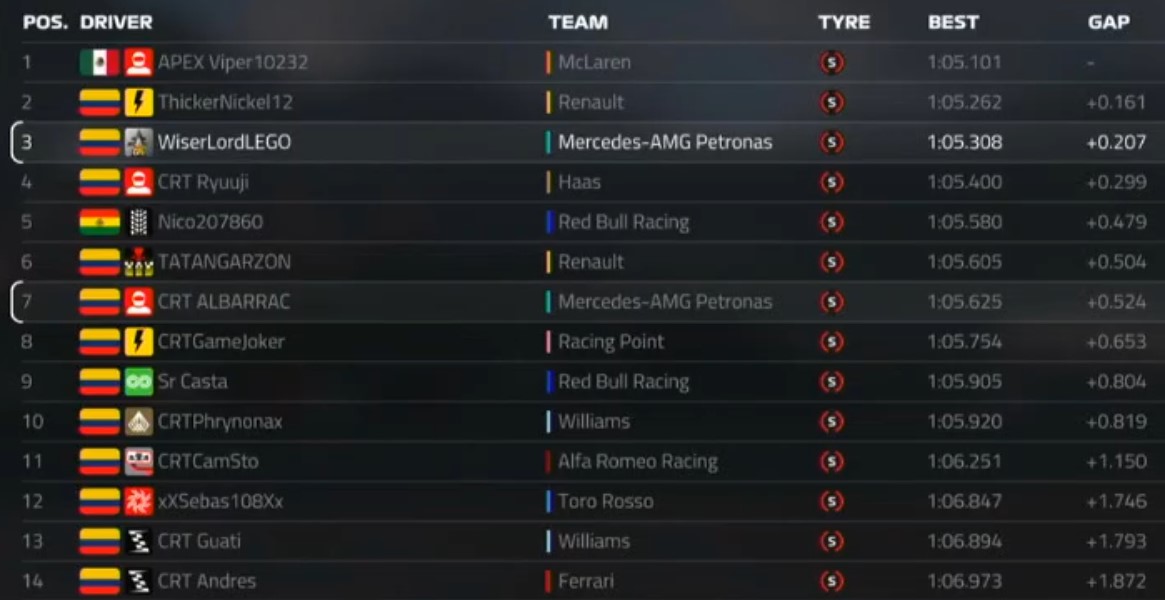 POS. DRIVER TEAM TYRE BEST GAP
1 APEX Viper10232 McLaren S 1:05.101 -
2 ThickerNickel12 Renault S 1:05.262 +0.161
3 WiserLordLEGO Mercedes-AMG Petronas S 1:05.308 +0.207
4 CRT Ryuuji Haas S 1:05.400 +0.299
5 Nico207860 Red Bull Racing S 1:05.580 +0.479
6 TATANGARZON Renault S 1:05.605 +0.504
7 CRT ALBARRAC Mercedes-AMG Petronas S 1:05.625 +0.524
8 CRTGameJoker Racing Point S 1:05.754 +0.653
9 Sr Casta Red Bull Racing S 1:05.905 +0.804
10 CRTPhrynonax Williams S 1:05.920 +0.819
11 CRTCamSto Alfa Romeo Racing S 1:06.251 +1.150
12 xXSebas108Xx Toro Rosso S 1:06.847 +1.746
13 CRT Guati Williams S 1:06.894 +1.793
14 CRT Andres Ferrari S 1:06.973 +1.872